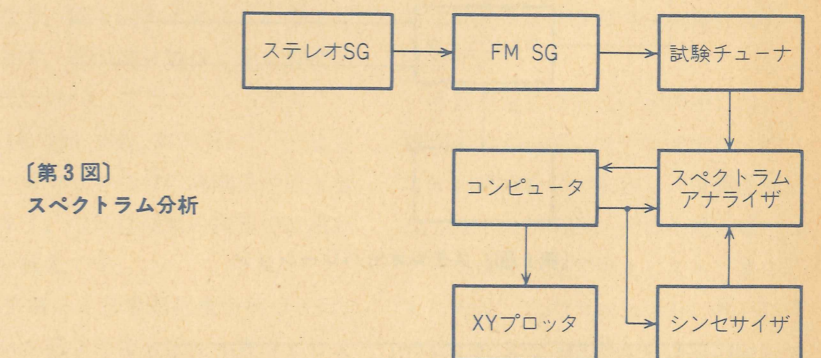 ステレオSG
FM SG
試験チューナ
〔第3図〕
スペクトラム分析
コンピュータ
スペクトラム
アナライザ
XYプロッタ
シンセサイザ